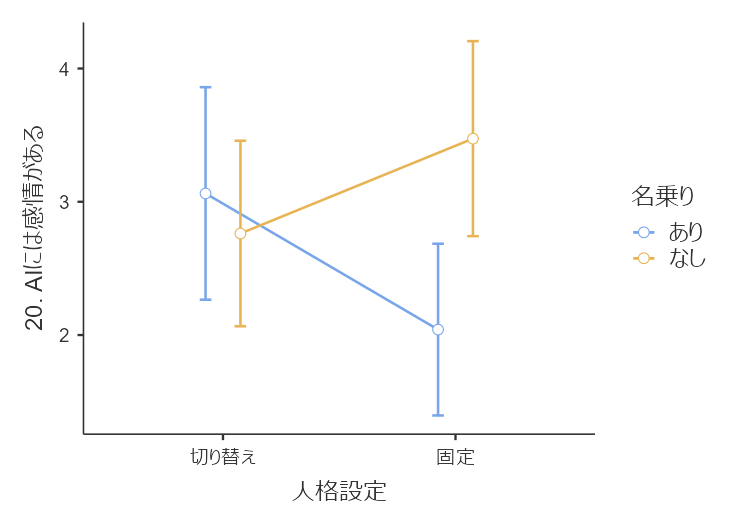 20. AIには感情がある
4
3
2
切り替え
固定
人格設定
名乗り
あり
なし